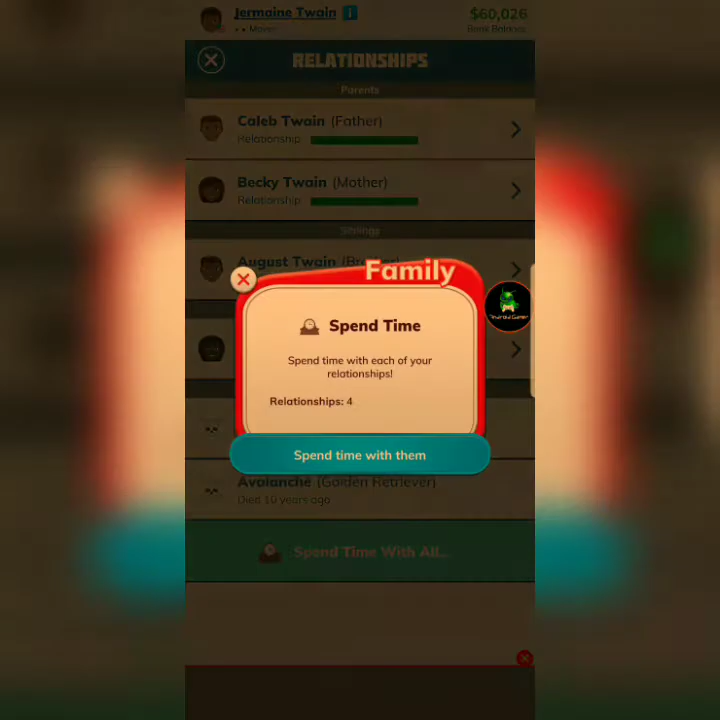 Jermaine Twain i
$60,026
Mover
Bank Balance
RELATIONSHIPS
Parents
Caleb Twain (Father)
Relationship
Becky Twain (Mother)
Relationship
Siblings
August Twain (Brother)
Family
Spend Time
Spend time with each of your
relationships!
Relationships: 4
Spend time with them
Avalanche (Golden Retriever)
Died 10 years ago
Spend Time With All...